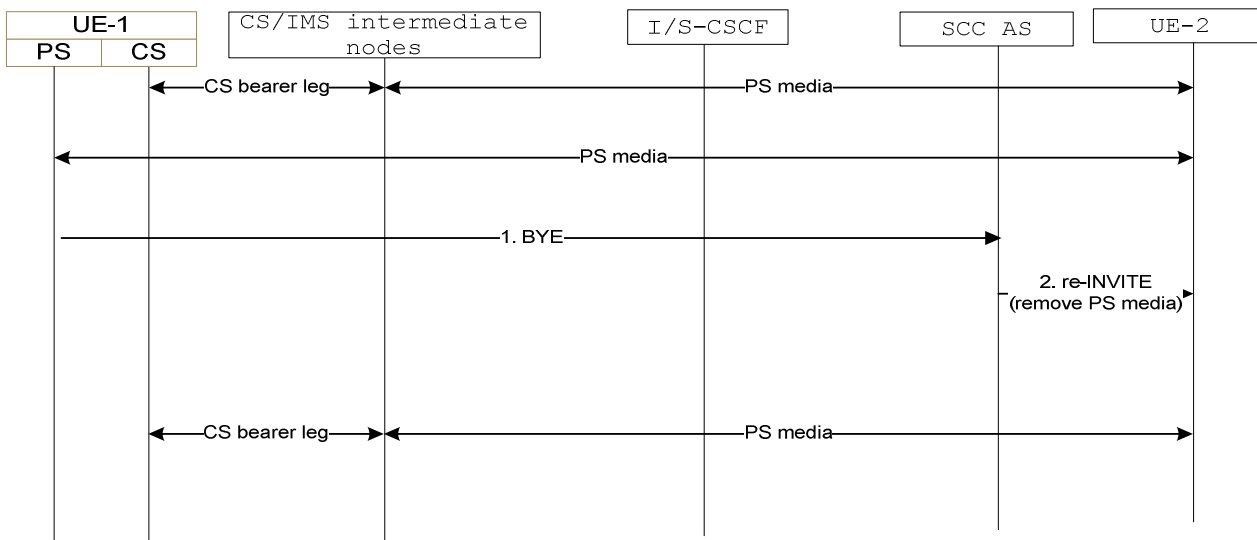 UE-1
PS
CS
CS/IMS intermediate
nodes
I/S-CSCF
SCC AS
UE-2
CS bearer leg
PS media
PS media
1. BYE
2. re-INVITE
(remove PS media)
CS bearer leg
PS media